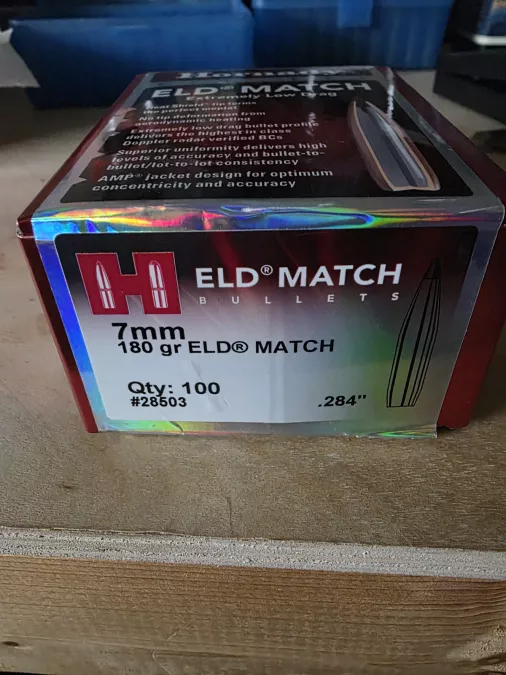 Hornady
ELD® MATCH
Extremely Low Drag
Heat Shield® tip forms
the perfect meplat
No tip deformation from
aerodynamic heating
Extremely low drag bullet profile
delivers the highest in class
Doppler radar verified BCs
Superior uniformity delivers high
levels of accuracy and bullet-to-
bullet/lot-to-lot consistency
AMP® jacket design for optimum
concentricity and accuracy
H ELD® MATCH
BULLETS
7mm
180 gr ELD® MATCH
Qty: 100
#28503 .284"